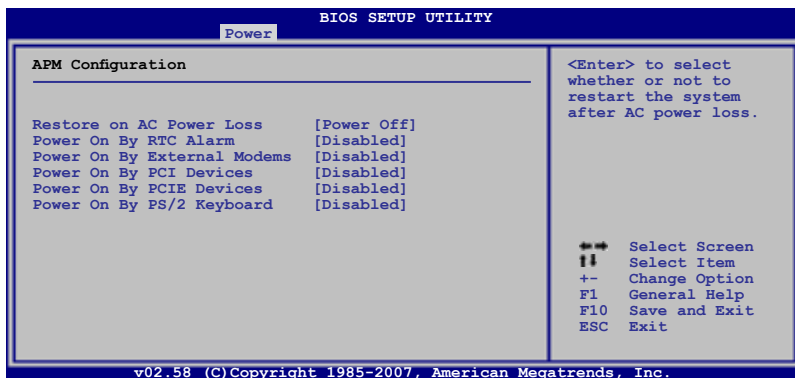 BIOS SETUP UTILITY
Power
APM Configuration
Restore on AC Power Loss [Power Off]
Power On By RTC Alarm [Disabled]
Power On By External Modems [Disabled]
Power On By PCI Devices [Disabled]
Power On By PCIE Devices [Disabled]
Power On By PS/2 Keyboard [Disabled]
<Enter> to select
whether or not to
restart the system
after AC power loss.
←→ Select Screen
↑↓ Select Item
+- Change Option
F1 General Help
F10 Save and Exit
ESC Exit
v02.58 (C)Copyright 1985-2007, American Megatrends, Inc.